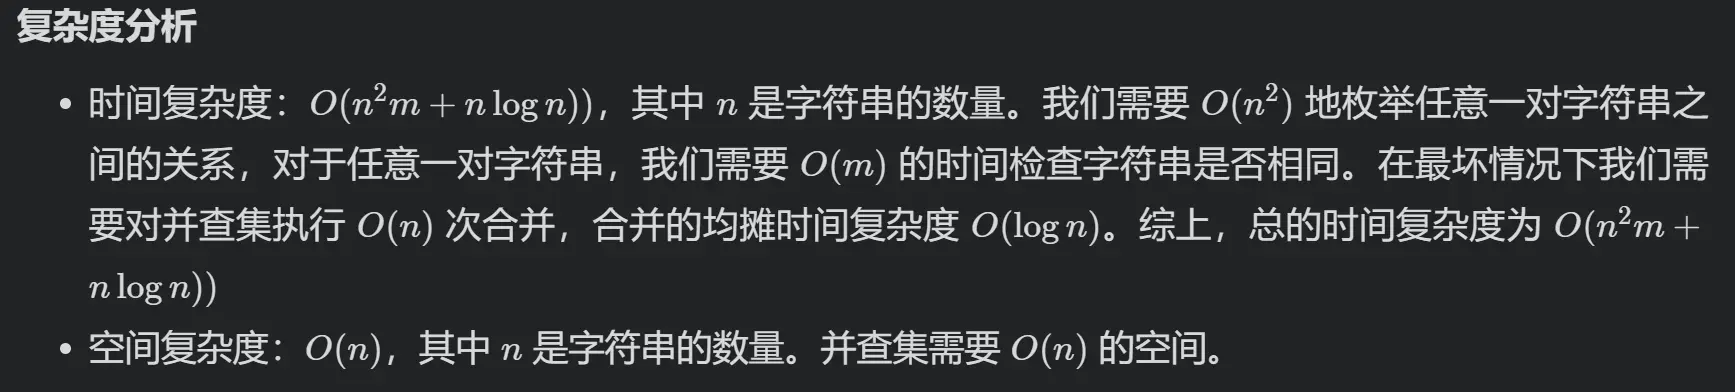 复杂度分析
• 时间复杂度：O(n²m + n log n))，其中 n 是字符串的数量。我们需要 O(n²) 地枚举任意一对字符串之
间的关系，对于任意一对字符串，我们需要 O(m) 的时间检查字符串是否相同。在最坏情况下我们需
要对并查集执行 O(n) 次合并，合并的均摊时间复杂度 O(log n)。综上，总的时间复杂度为 O(n²m +
n log n))
• 空间复杂度：O(n)，其中 n 是字符串的数量。并查集需要 O(n) 的空间。